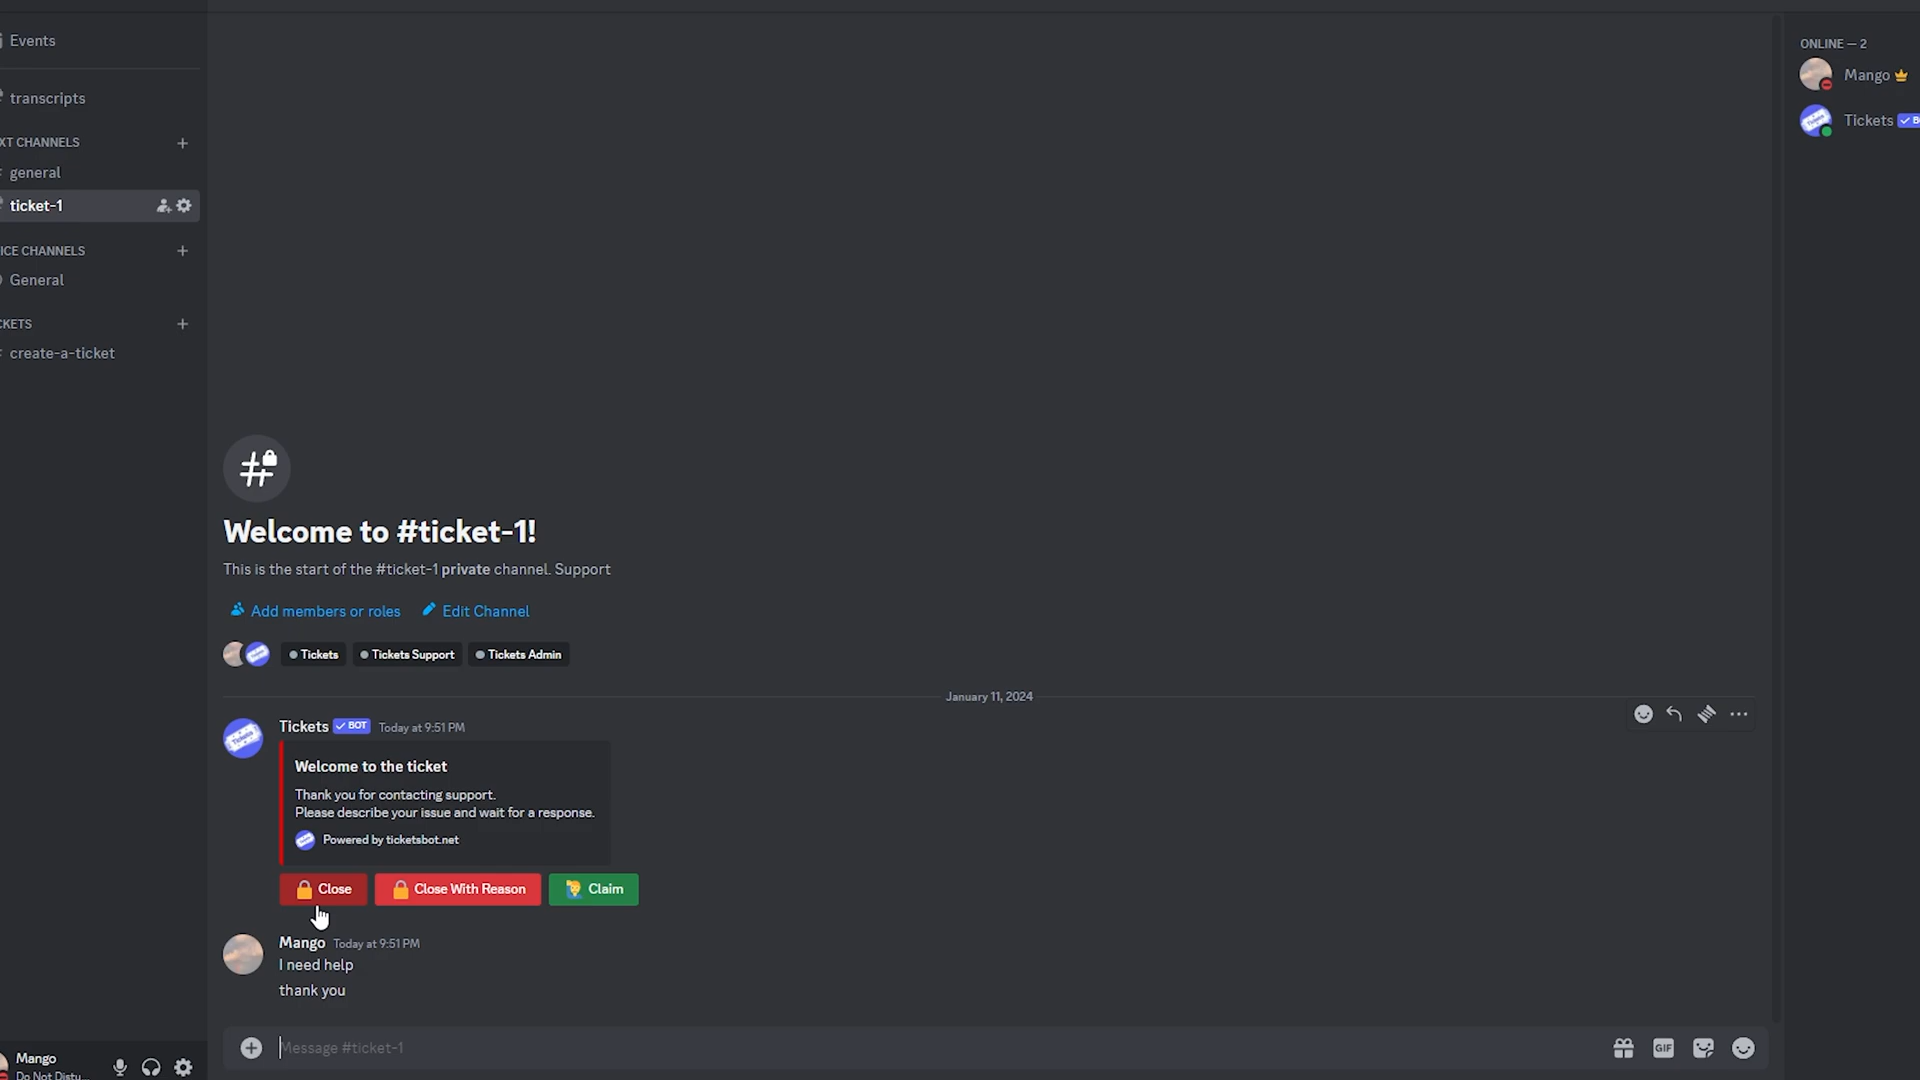 Events
transcripts
XT CHANNELS
general
ticket-1
ICE CHANNELS
General
KETS
create-a-ticket
Mango
Do Not Distu...
Welcome to #ticket-1!
This is the start of the #ticket-1 private channel. Support
Add members or roles Edit Channel
Tickets Tickets Support Tickets Admin
January 11, 2024
Tickets BOT Today at 9:51 PM
Welcome to the ticket
Thank you for contacting support.
Please describe your issue and wait for a response.
Powered by ticketsbot.net
Close Close With Reason Claim
Mango Today at 9:51 PM
I need help
thank you
Message #ticket-1
GIF
ONLINE — 2
Mango
Tickets